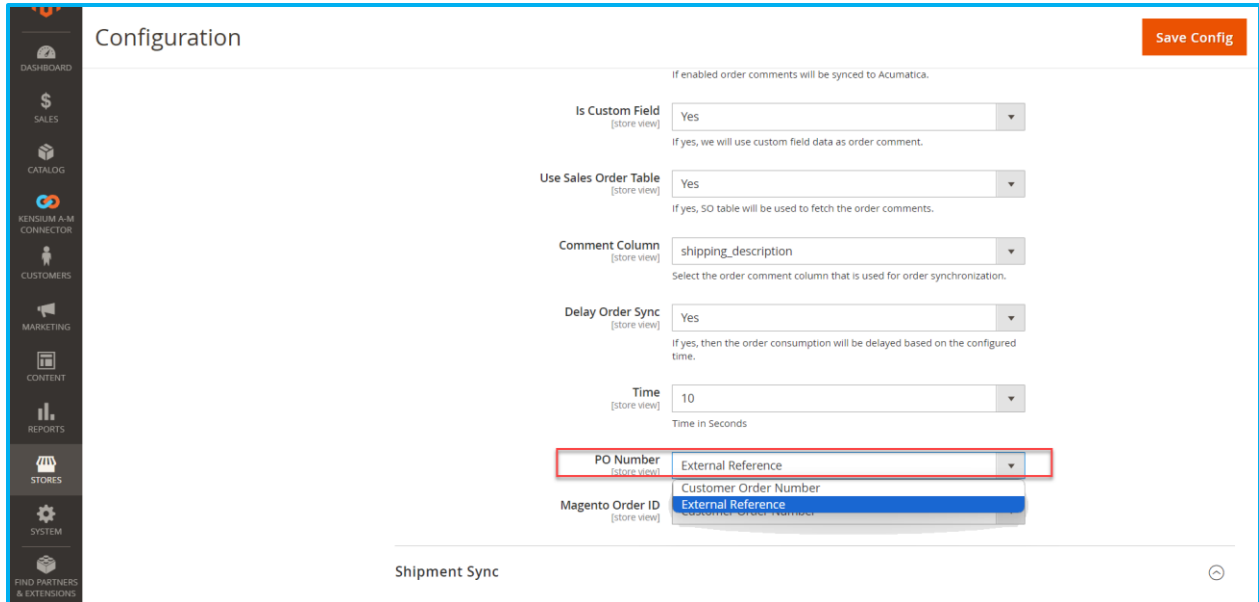 Configuration
Save Config
DASHBOARD
$
SALES
CATALOG
KENSIUM A-M
CONNECTOR
CUSTOMERS
MARKETING
CONTENT
REPORTS
STORES
SYSTEM
FIND PARTNERS
& EXTENSIONS
If enabled order comments will be synced to Acumatica.
Is Custom Field
[store view]
Yes
If yes, we will use custom field data as order comment.
Use Sales Order Table
[store view]
Yes
If yes, SO table will be used to fetch the order comments.
Comment Column
[store view]
shipping_description
Select the order comment column that is used for order synchronization.
Delay Order Sync
[store view]
Yes
If yes, then the order consumption will be delayed based on the configured
time.
Time
[store view]
10
Time in Seconds
PO Number
[store view]
External Reference
Customer Order Number
External Reference
Magento Order ID
[store view]
Customer Order Number
Shipment Sync